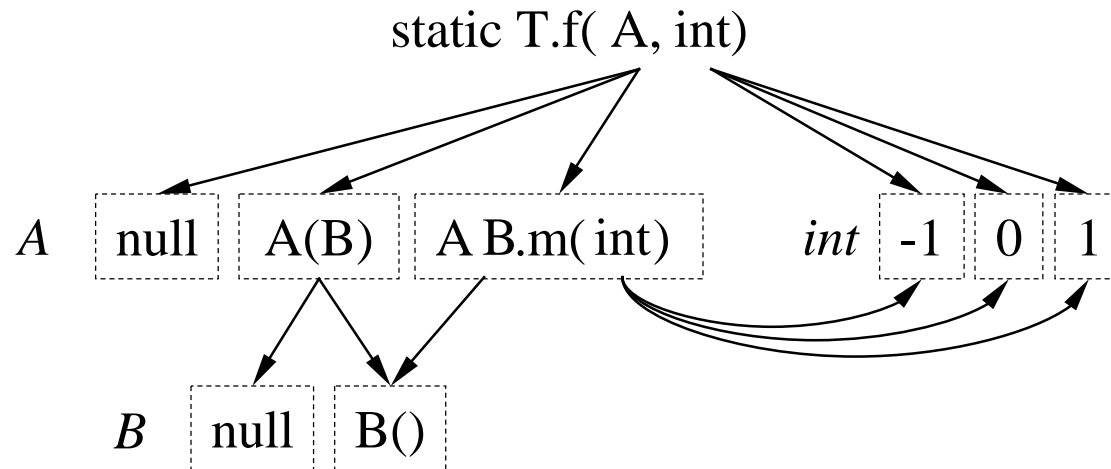 static T.f( A, int)
A null A(B) A B.m( int) int -1 0 1
B null B()